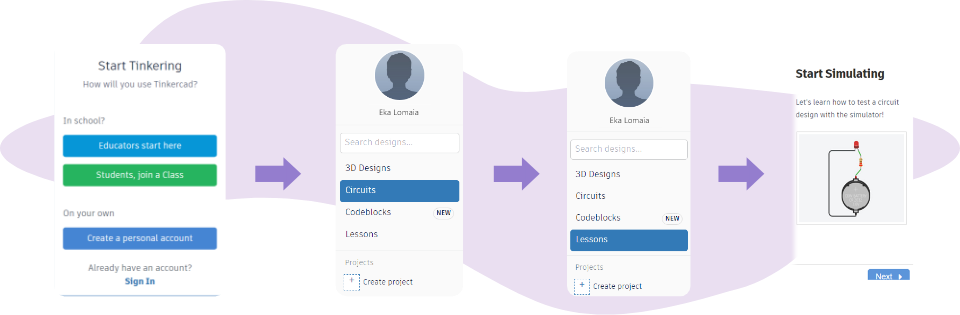 Start Tinkering
How will you use Tinkercad?
In school?
Educators start here
Students, join a Class
On your own
Create a personal account
Already have an account?
Sign In
Eka Lomaia
Search designs...
3D Designs
Circuits
Codeblocks NEW
Lessons
Projects
+ Create project
Eka Lomaia
Search designs...
3D Designs
Circuits
Codeblocks NEW
Lessons
Projects
+ Create project
Start Simulating
Let's learn how to test a circuit
design with the simulator!
Next